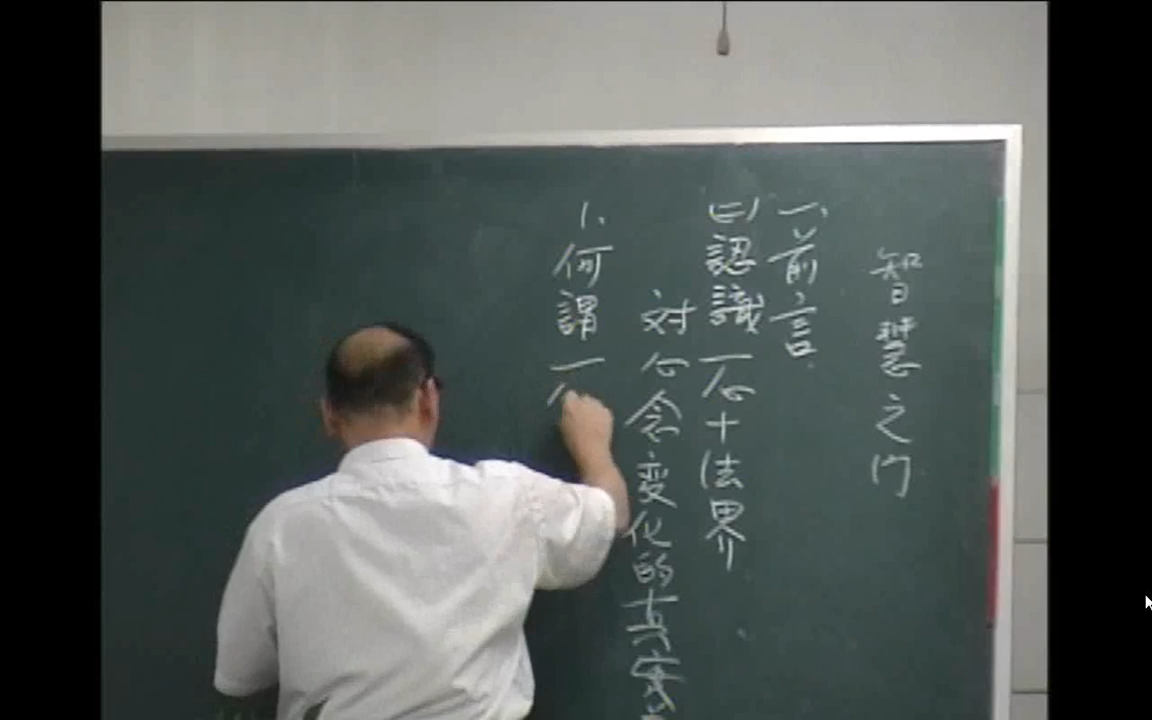 智慧之门
一、前言
(二)認識一心十法界
対心念变化的真实
1、何謂一心